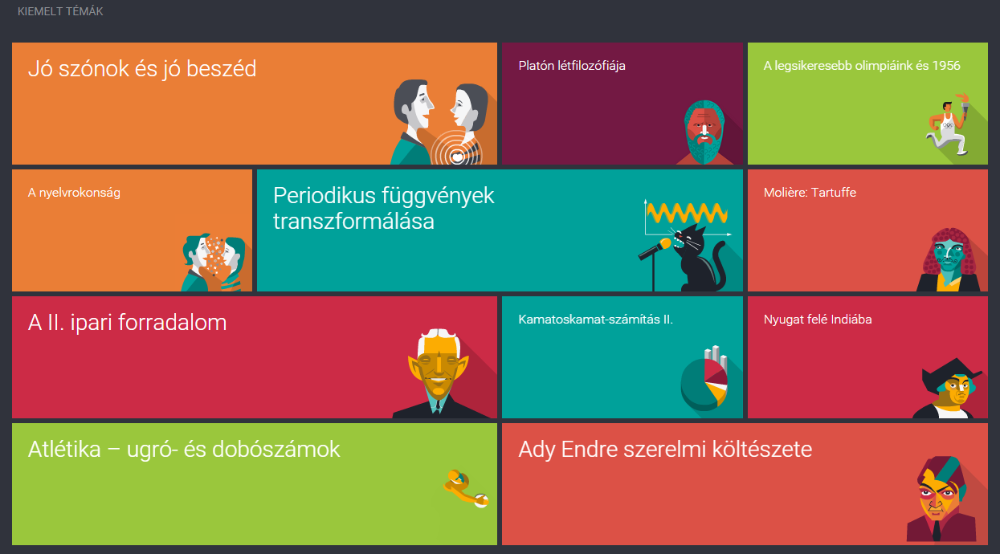 KIEMELT TÉMÁK
Jó szónok és jó beszéd
Platón létfilozófiája
A legsikeresebb olimpiáink és 1956
A nyelvrokonság
Periodikus függvények
transzformálása
Molière: Tartuffe
A II. ipari forradalom
Kamatoskamat-számítás II.
Nyugat felé Indiába
Atlétika – ugró- és dobószámok
Ady Endre szerelmi költészete